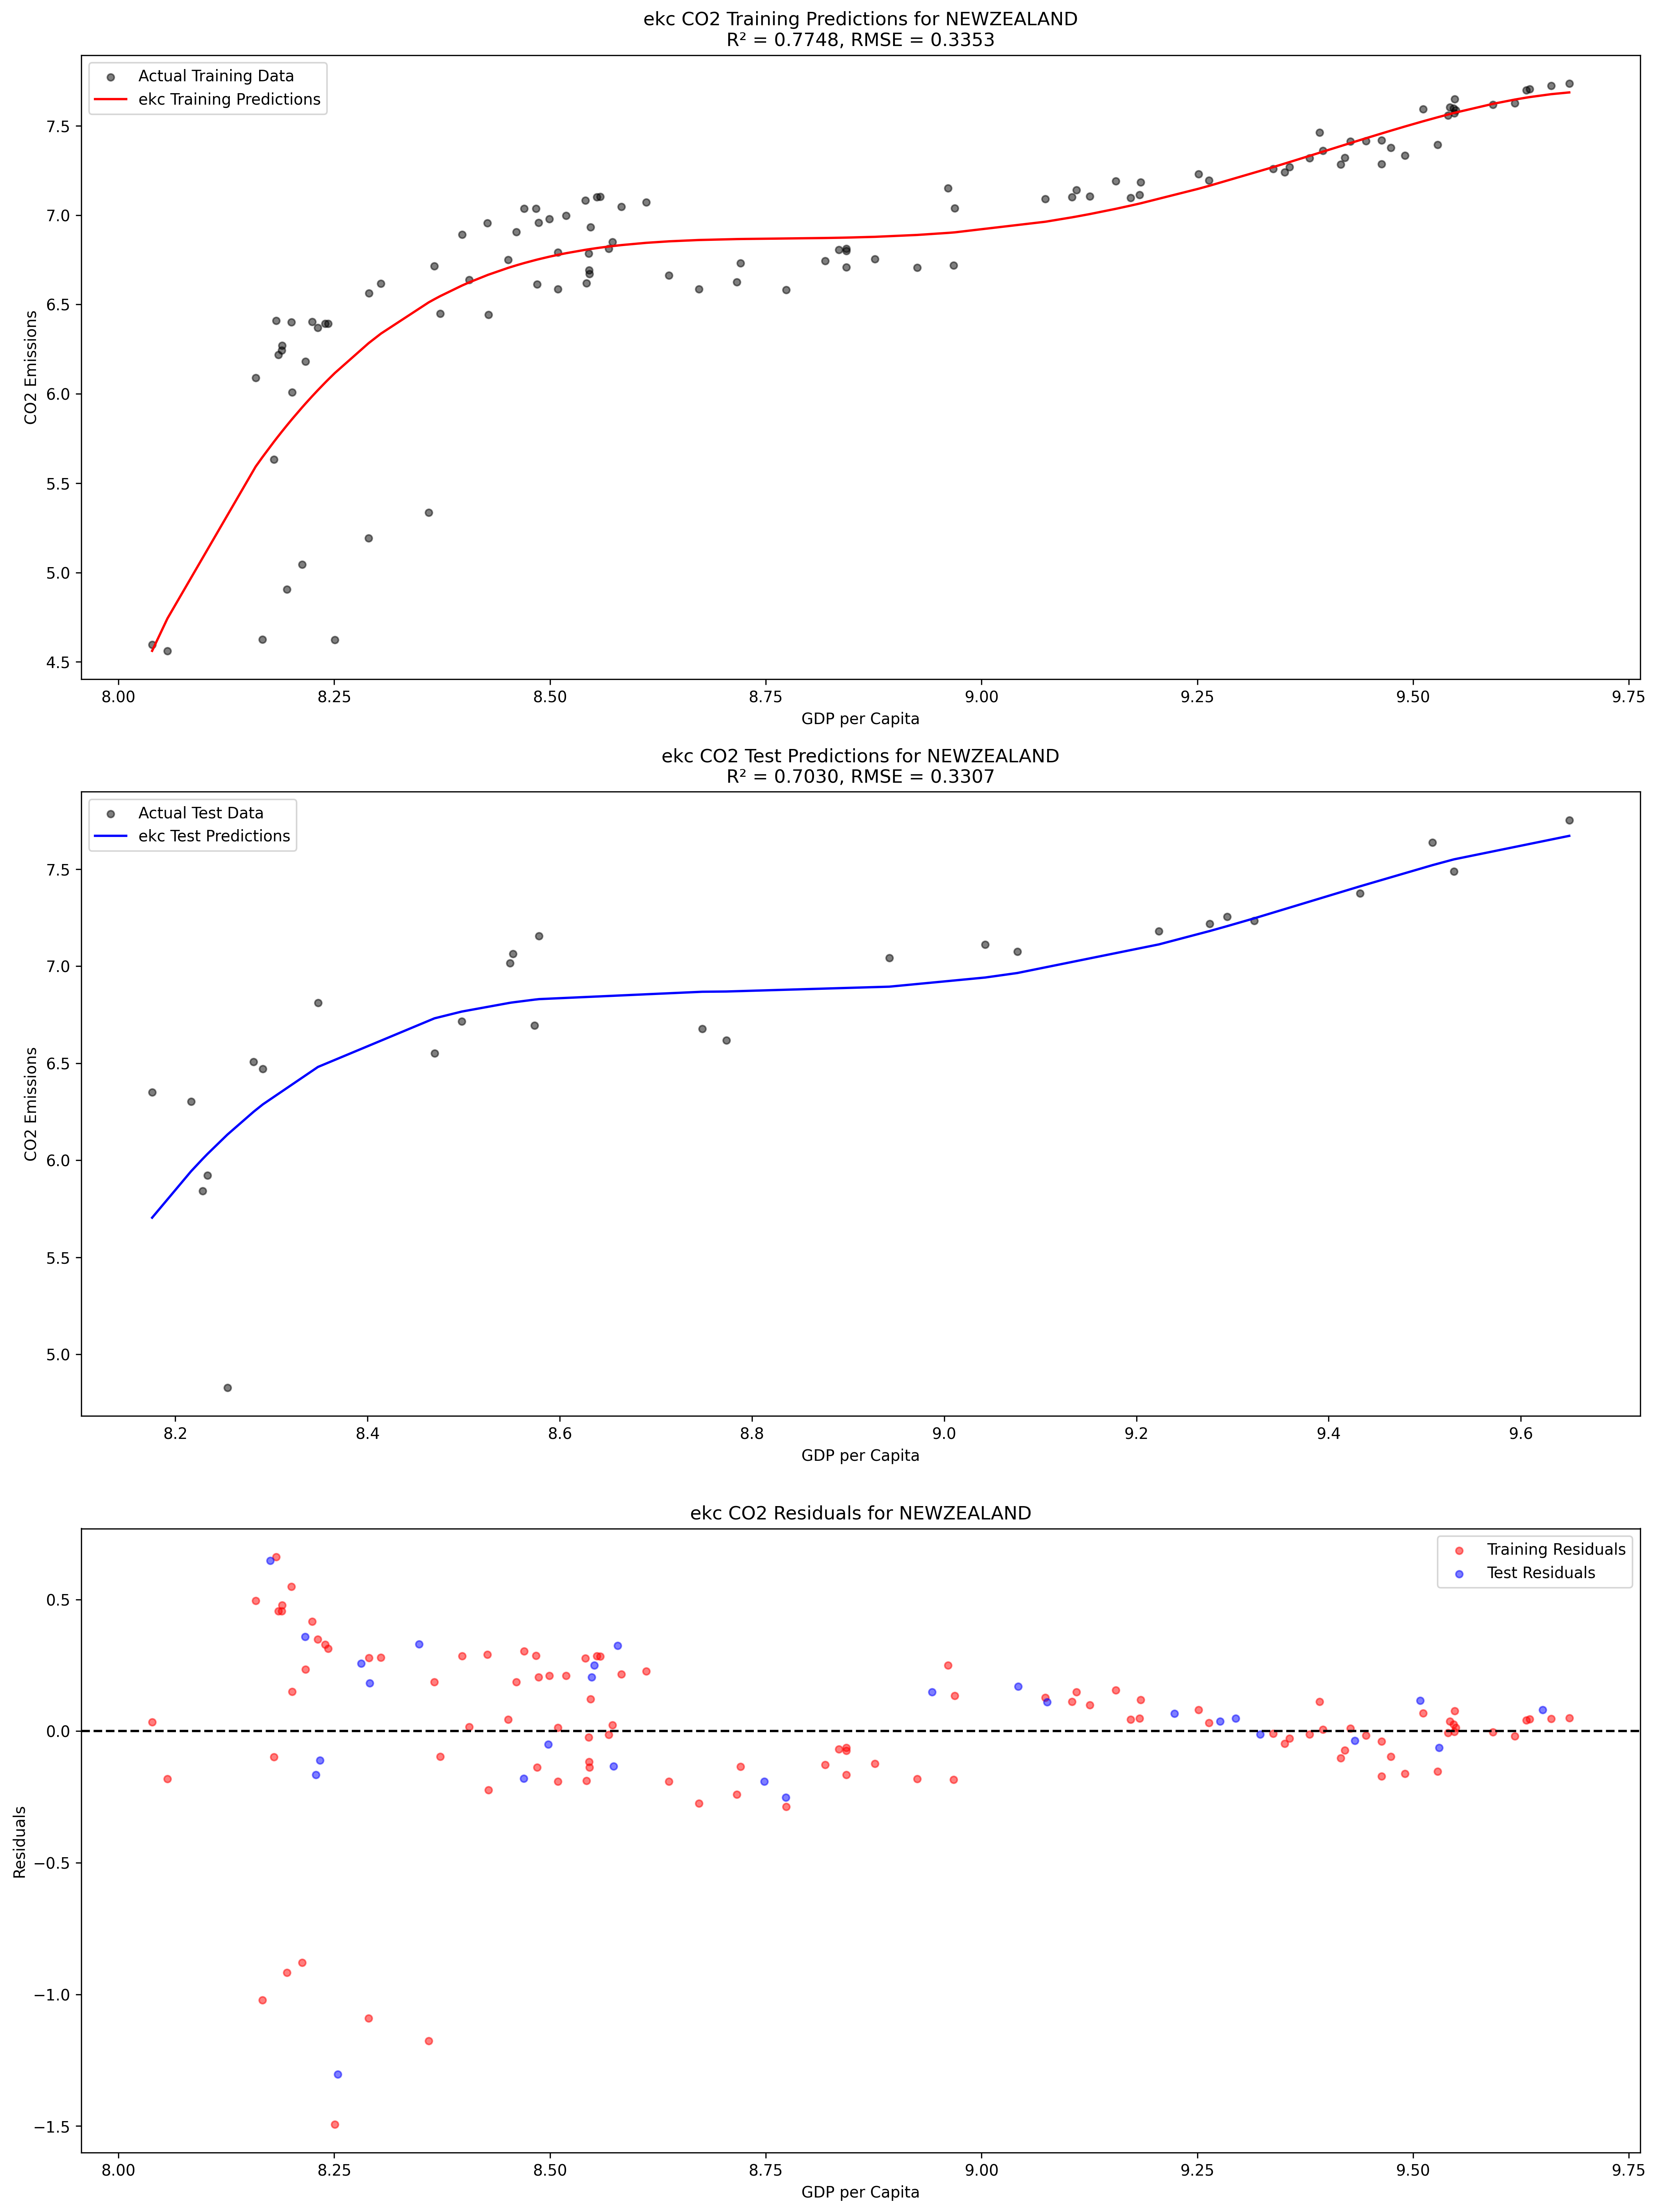 ekc CO2 Training Predictions for NEWZEALAND
R² = 0.7748, RMSE = 0.3353
Actual Training Data
ekc Training Predictions
CO2 Emissions
7.5
7.0
6.5
6.0
5.5
5.0
4.5
8.00 8.25 8.50 8.75 9.00 9.25 9.50 9.75
GDP per Capita
ekc CO2 Test Predictions for NEWZEALAND
R² = 0.7030, RMSE = 0.3307
Actual Test Data
ekc Test Predictions
CO2 Emissions
7.5
7.0
6.5
6.0
5.5
5.0
8.2 8.4 8.6 8.8 9.0 9.2 9.4 9.6
GDP per Capita
ekc CO2 Residuals for NEWZEALAND
Training Residuals
Test Residuals
Residuals
0.5
0.0
−0.5
−1.0
−1.5
8.00 8.25 8.50 8.75 9.00 9.25 9.50 9.75
GDP per Capita